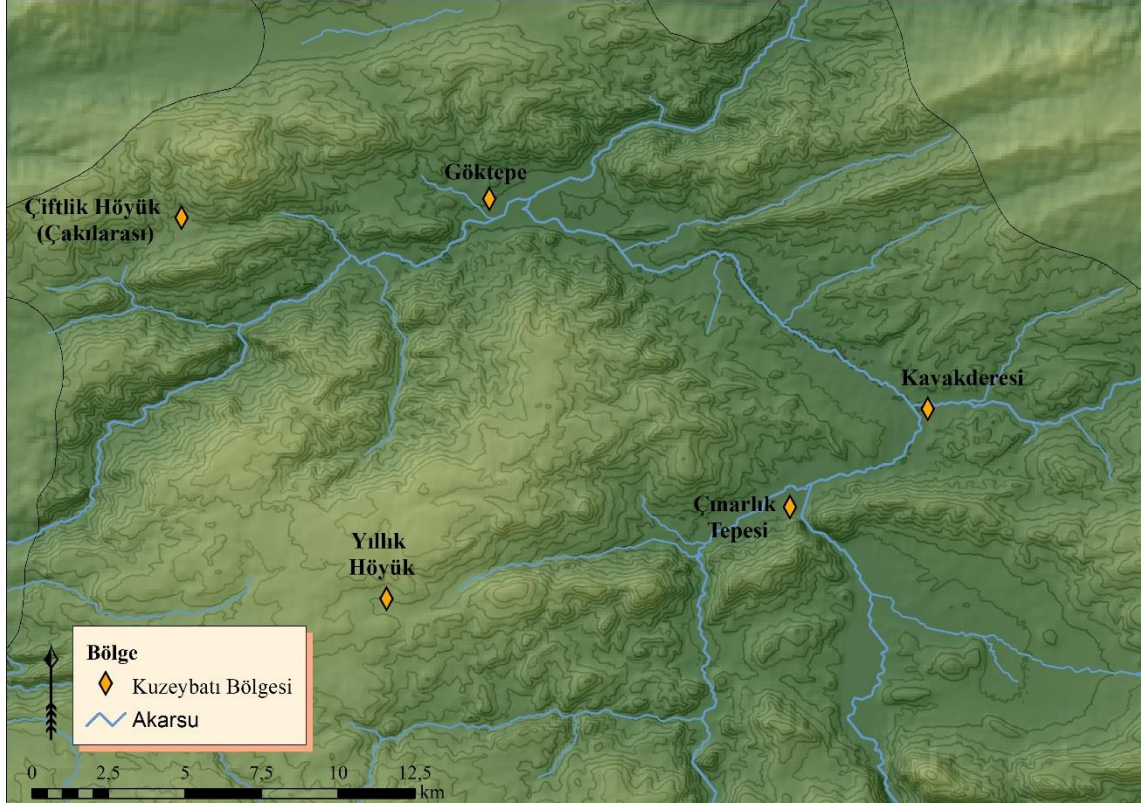 Göktepe
Çiftlik Höyük
(Çakılarası)
Kavakderesi
Çınarlık
Tepesi
Yıllık
Höyük
Bölge
Kuzeybatı Bölgesi
Akarsu
0 2,5 5 7,5 10 12,5
km